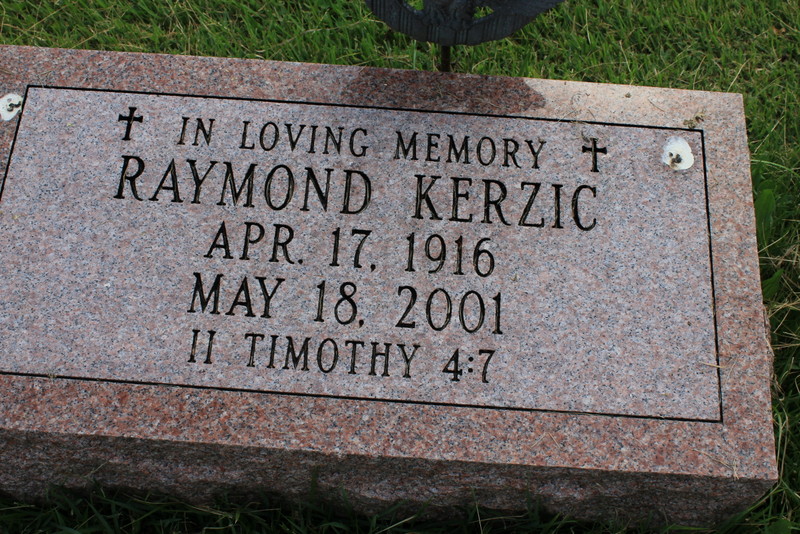 IN LOVING MEMORY
RAYMOND KERZIC
APR. 17, 1916
MAY 18, 2001
II TIMOTHY 4:7